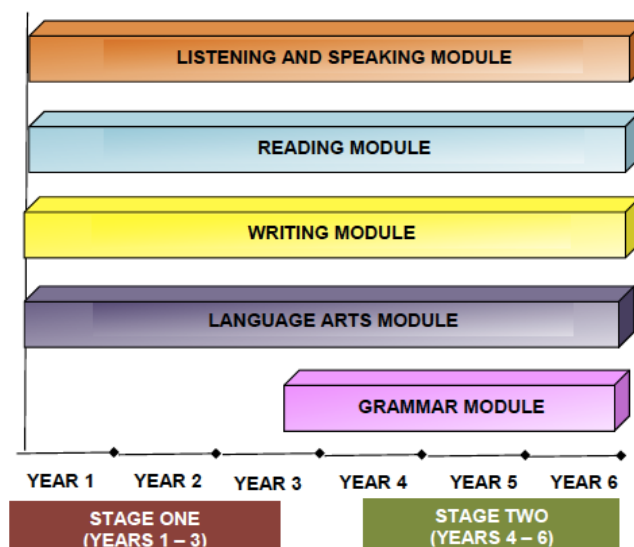 LISTENING AND SPEAKING MODULE
READING MODULE
WRITING MODULE
LANGUAGE ARTS MODULE
GRAMMAR MODULE
YEAR 1 YEAR 2 YEAR 3 YEAR 4 YEAR 5 YEAR 6
STAGE ONE
(YEARS 1 – 3)
STAGE TWO
(YEARS 4 – 6)